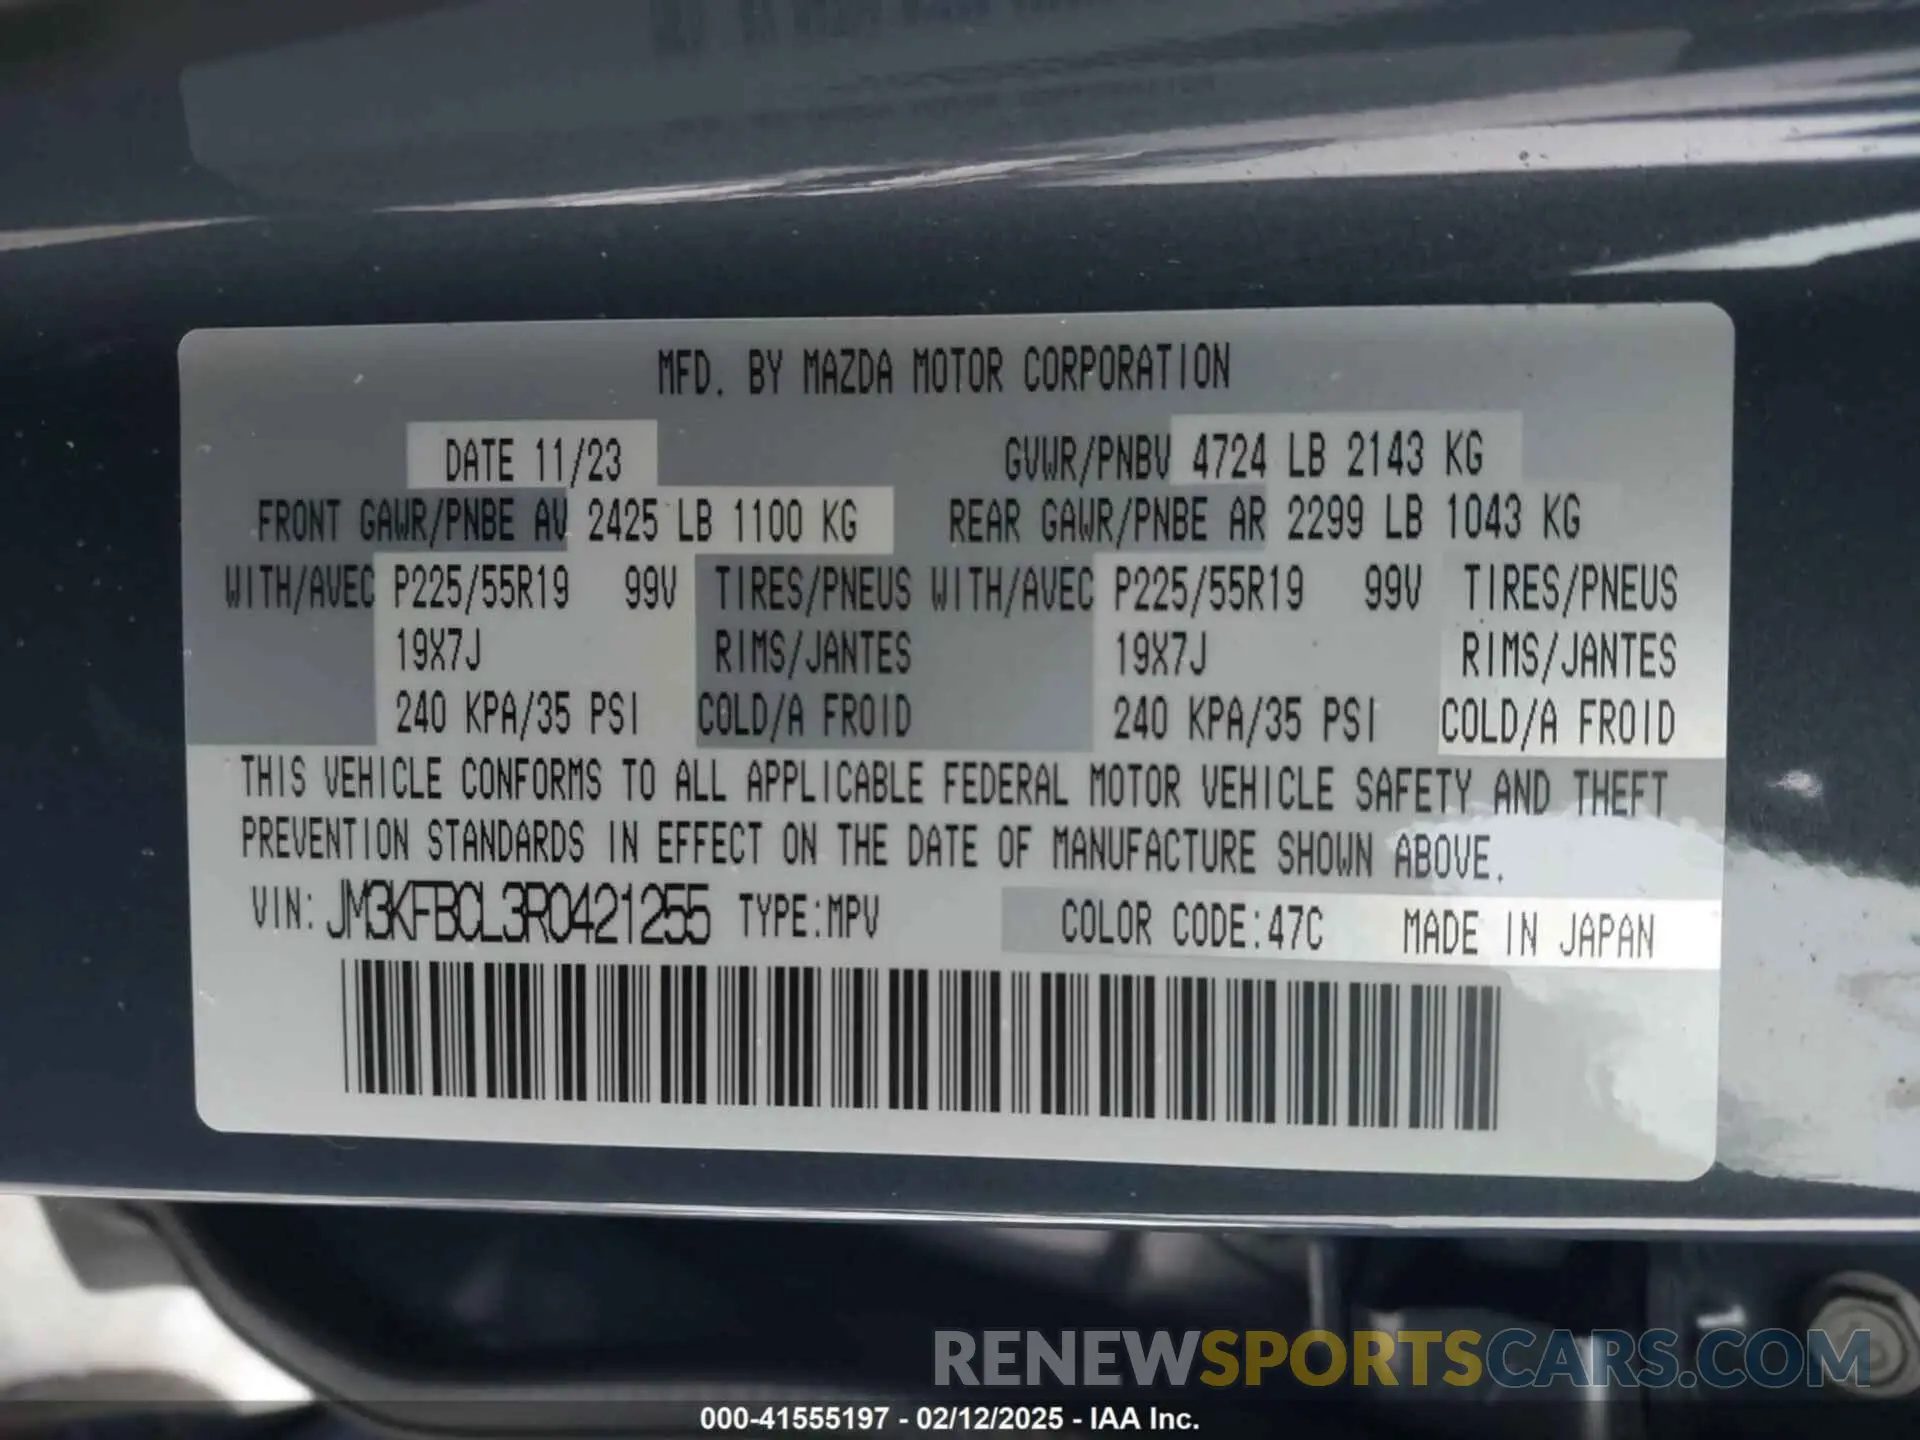 MFD. BY MAZDA MOTOR CORPORATION
DATE 11/23 GVWR/PNBV 4724 LB 2143 KG
FRONT GAWR/PNBE AV 2425 LB 1100 KG REAR GAWR/PNBE AR 2299 LB 1043 KG
WITH/AVEC P225/55R19 99V TIRES/PNEUS WITH/AVEC P225/55R19 99V TIRES/PNEUS
19X7J RIMS/JANTES 19X7J RIMS/JANTES
240 KPA/35 PSI COLD/A FROID 240 KPA/35 PSI COLD/A FROID
THIS VEHICLE CONFORMS TO ALL APPLICABLE FEDERAL MOTOR VEHICLE SAFETY AND THEFT
PREVENTION STANDARDS IN EFFECT ON THE DATE OF MANUFACTURE SHOWN ABOVE.
VIN: JM3KFBCL3R0421255 TYPE:MPV COLOR CODE:47C MADE IN JAPAN
RENEWSPORTSCARS.COM
000-41555197 - 02/12/2025 - IAA Inc.